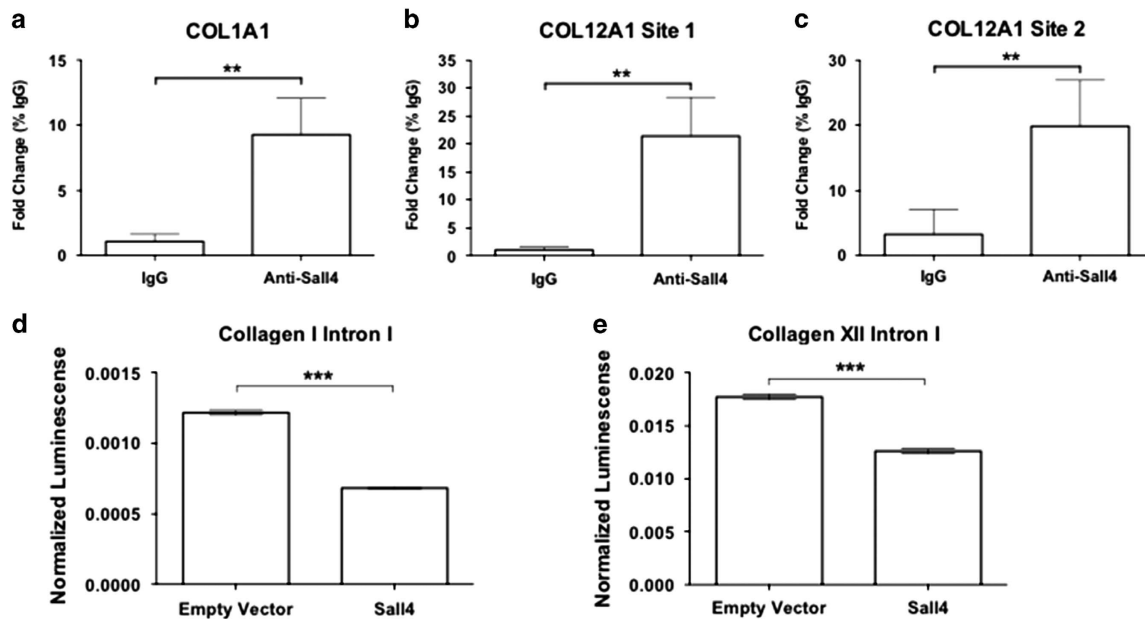 a
COL1A1
Fold Change (% IgG)
15
10
5
0
**
IgG Anti-Sall4
b
COL12A1 Site 1
Fold Change (% IgG)
35
30
25
20
15
10
5
0
**
IgG Anti-Sall4
c
COL12A1 Site 2
Fold Change (% IgG)
30
20
10
0
**
IgG Anti-Sall4
d
Collagen I Intron I
Normalized Luminescense
0.0015
0.0010
0.0005
0.0000
***
Empty Vector Sall4
e
Collagen XII Intron I
Normalized Luminescense
0.020
0.015
0.010
0.005
0.000
***
Empty Vector Sall4